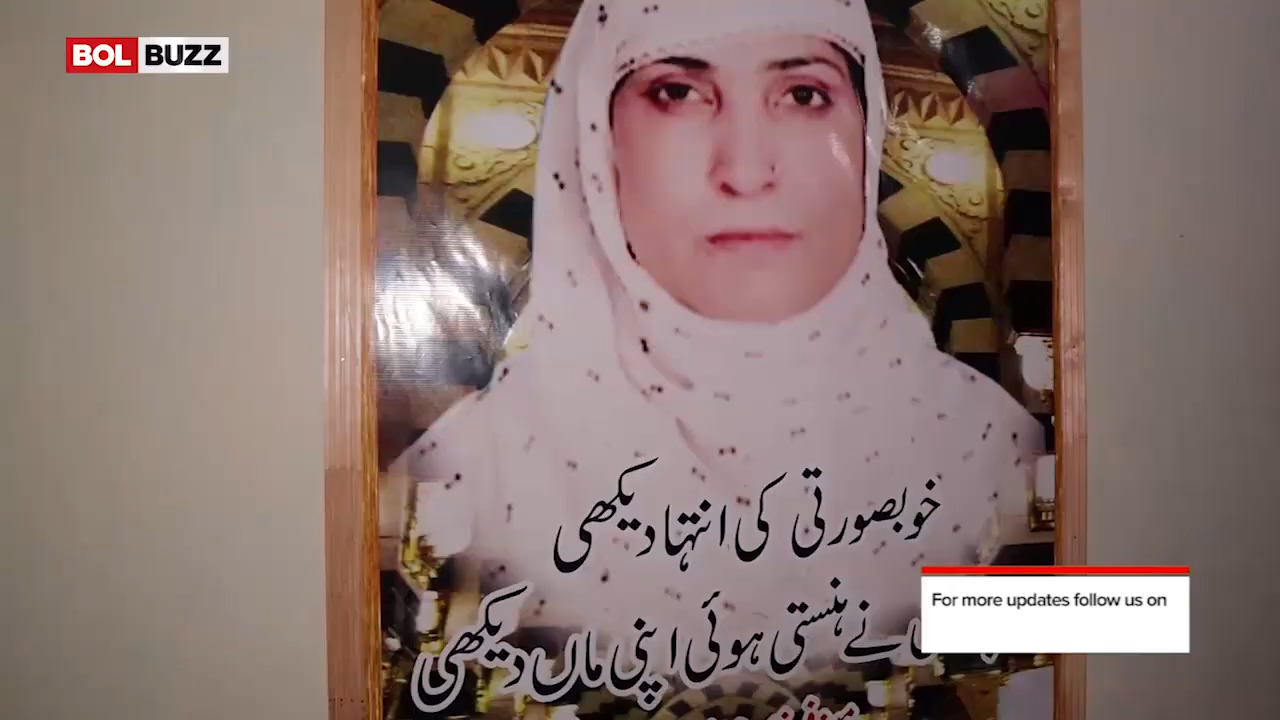 BOL BUZZ
خوبصورتی کی انتہا دیکھی
نے ہنستی ہوئی اپنی ماں دیکھی
For more updates follow us on